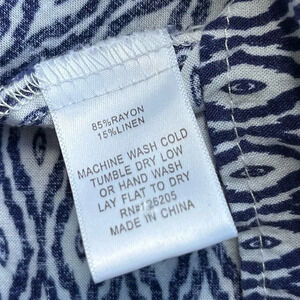 85%RAYON
15%LINEN
MACHINE WASH COLD
TUMBLE DRY LOW
OR HAND WASH
LAY FLAT TO DRY
RN#126205
MADE IN CHINA